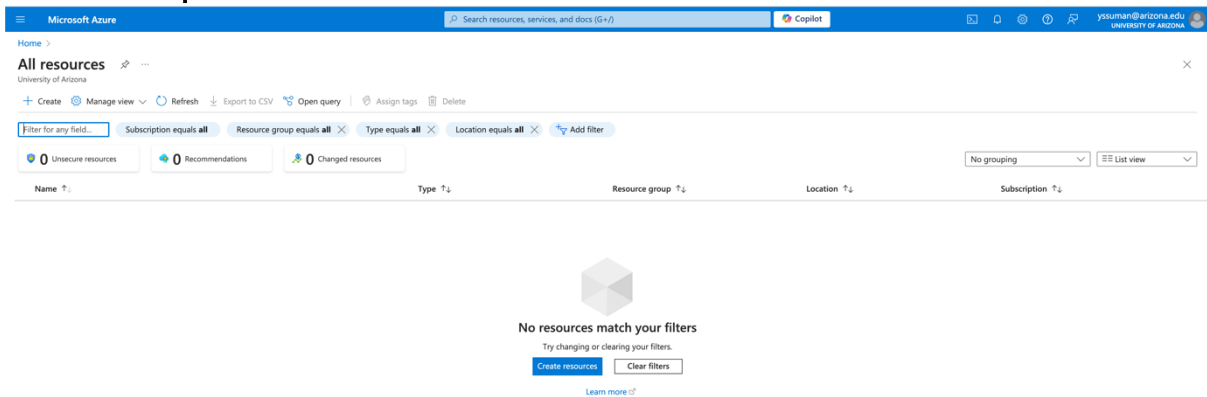 Microsoft Azure
Search resources, services, and docs (G+/)
Copilot
yssuman@arizona.edu
UNIVERSITY OF ARIZONA
Home >
All resources
University of Arizona
Create
Manage view
Refresh
Export to CSV
Open query
Assign tags
Delete
Filter for any field...
Subscription equals all
Resource group equals all
Type equals all
Location equals all
Add filter
0 Unsecure resources
0 Recommendations
0 Changed resources
No grouping
List view
Name
Type
Resource group
Location
Subscription
No resources match your filters
Try changing or clearing your filters.
Create resources
Clear filters
Learn more